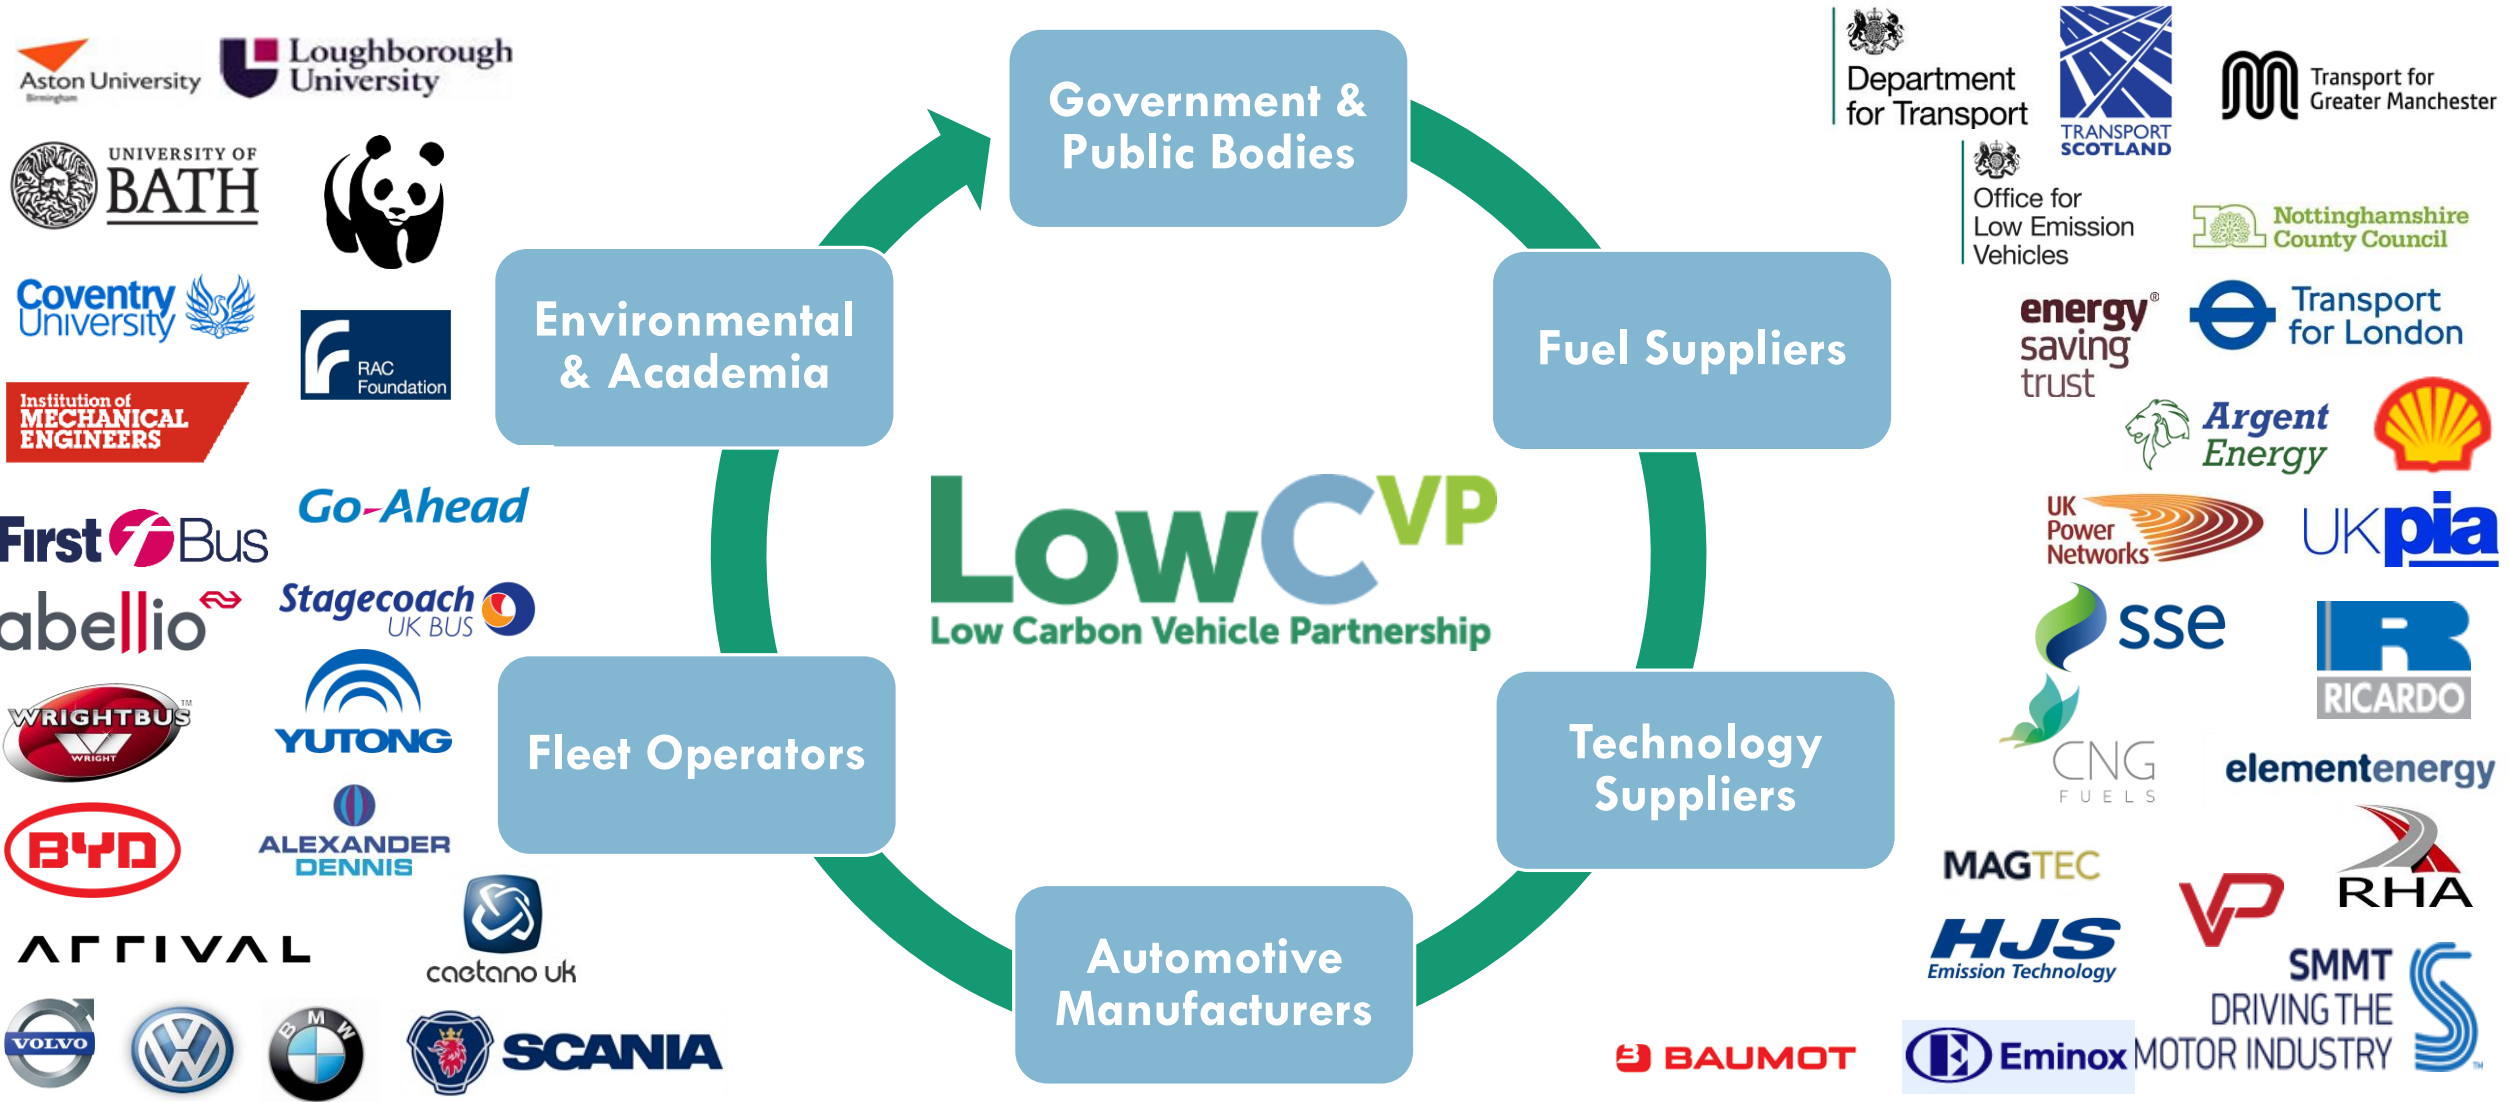 Aston University
Birmingham
Loughborough
University
UNIVERSITY OF
BATH
Coventry
University
RAC
Foundation
Institution of
MECHANICAL
ENGINEERS
Go-Ahead
First Bus
abellio
Stagecoach
UK BUS
WRIGHTBUS
TM
WRIGHT
YUTONG
BYD
ALEXANDER
DENNIS
ARRIVAL
caetano uk
VOLVO
VW
BMW
SCANIA
Government &
Public Bodies
Environmental
& Academia
Fuel Suppliers
LowCVP
Low Carbon Vehicle Partnership
Fleet Operators
Technology
Suppliers
Automotive
Manufacturers
Department
for Transport
TRANSPORT
SCOTLAND
Transport for
Greater Manchester
Office for
Low Emission
Vehicles
Nottinghamshire
County Council
energy®
saving
trust
Transport
for London
Argent
Energy
UK
Power
Networks
UKpia
sse
R
RICARDO
CNG
FUELS
elementenergy
MAGTEC
RHA
VP
HJS
Emission Technology
SMMT
DRIVING THE
MOTOR INDUSTRY
TM
BAUMOT
E Eminox